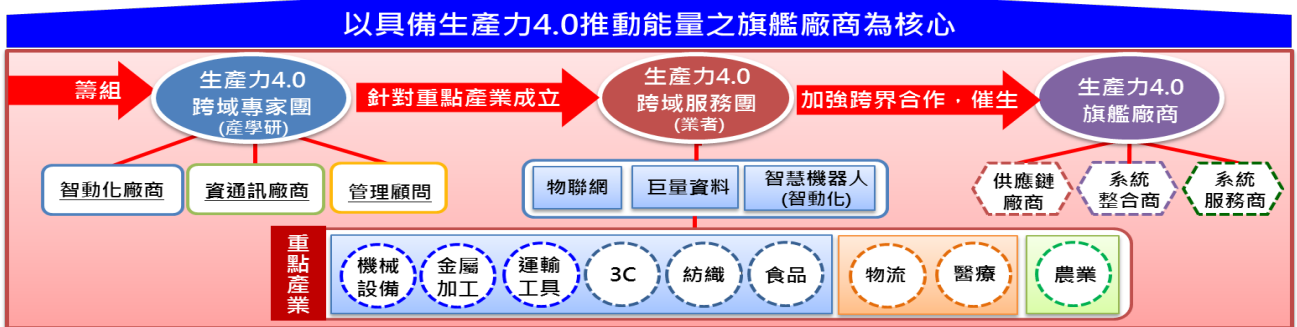 以具備生產力4.0推動能量之旗艦廠商為核心
籌組
生產力4.0
跨域專家團
(產學研)
針對重點產業成立
生產力4.0
跨域服務團
(業者)
加強跨界合作，催生
生產力4.0
旗艦廠商
智動化廠商
資通訊廠商
管理顧問
物聯網
巨量資料
智慧機器人
(智動化)
供應鏈
廠商
系統
整合商
系統
服務商
重點產業
機械
設備
金屬
加工
運輸
工具
3C
紡織
食品
物流
醫療
農業